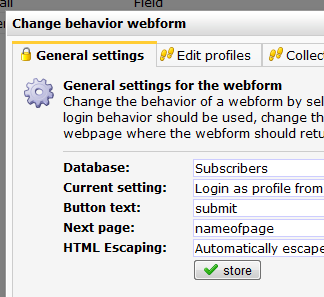 Field
Change behavior webform
General settings
Edit profiles
Collec
General settings for the webform
Change the behavior of a webform by sel
login behavior should be used, change th
webpage where the webform should retu
Database: Subscribers
Current setting: Login as profile from
Button text: submit
Next page: nameofpage
HTML Escaping: Automatically escape
store